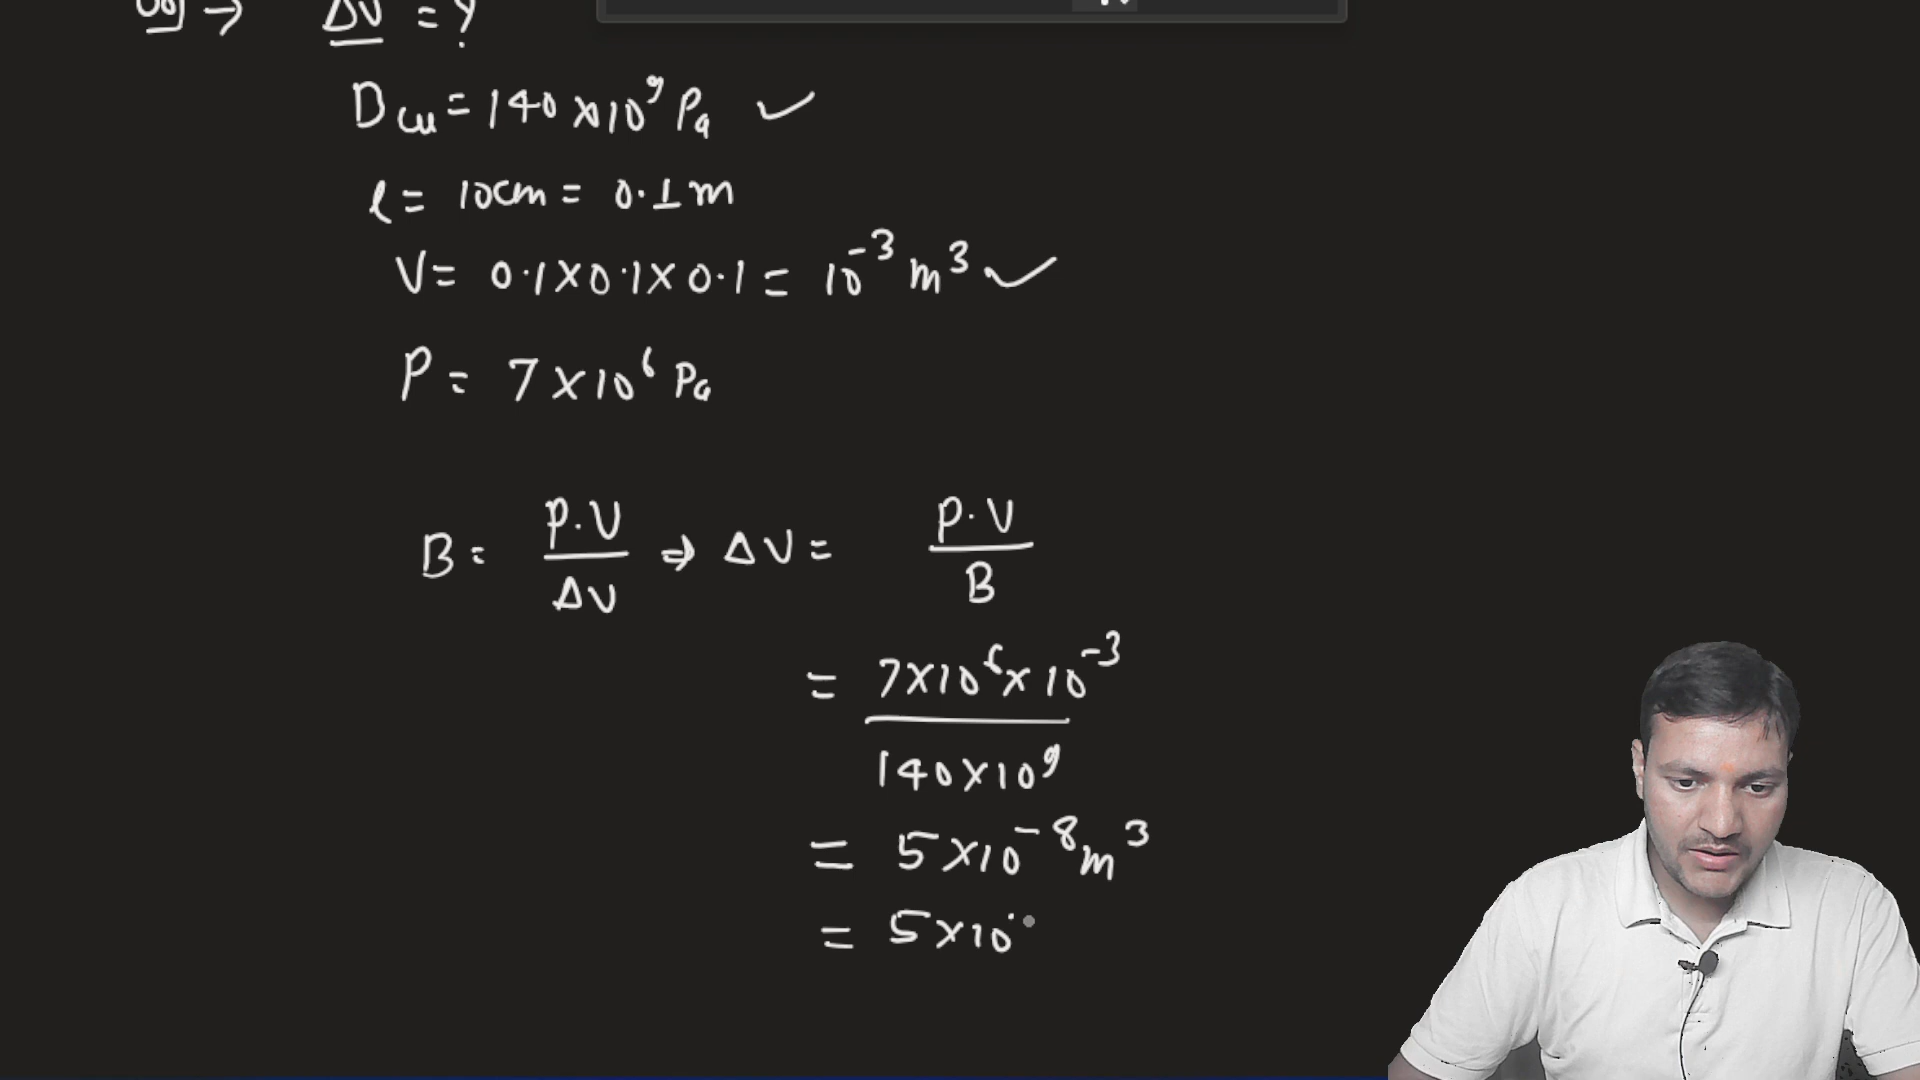 ΔV = ?
Dcu = 140 × 10⁹ Pa ✓
l = 10cm = 0.1m
V = 0.1 × 0.1 × 0.1 = 10⁻³ m³ ✓
P = 7 × 10⁶ Pa
B = P.V / ΔV ⇒ ΔV = P.V / B
= 7×10⁶ × 10⁻³ / 140×10⁹
= 5 × 10⁻⁸ m³
= 5 × 10